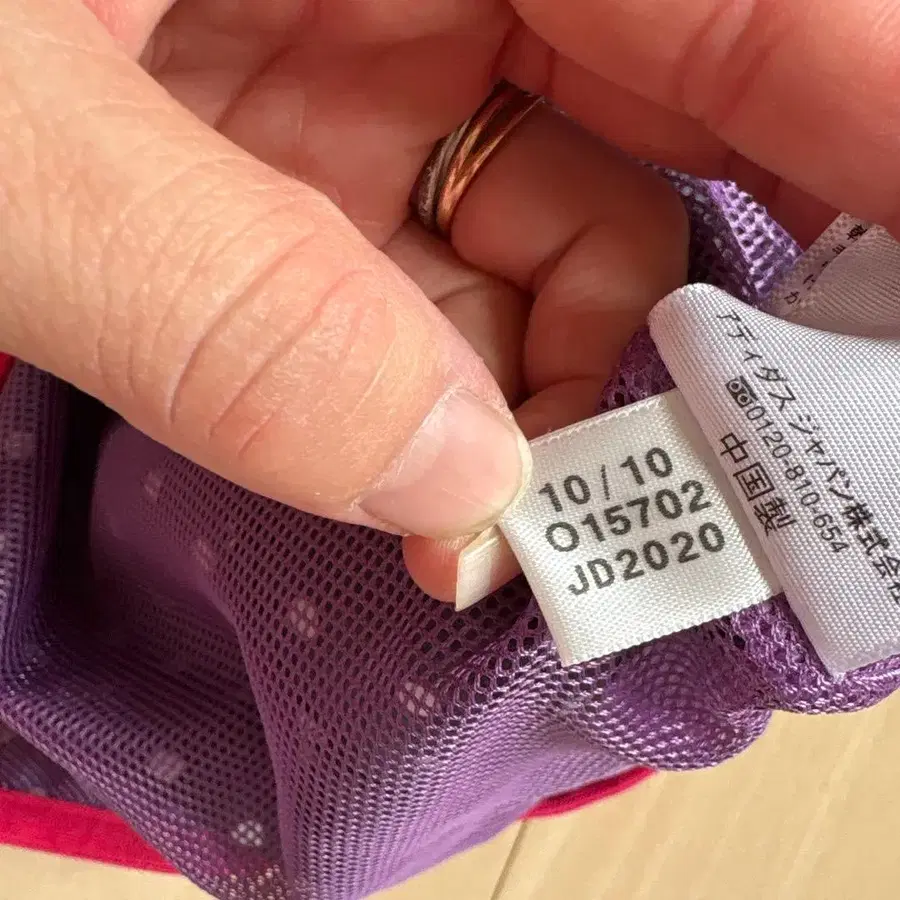 10/10
O15702
JD2020
アディダス ジャパン株式会社
0120-810-654
中国製